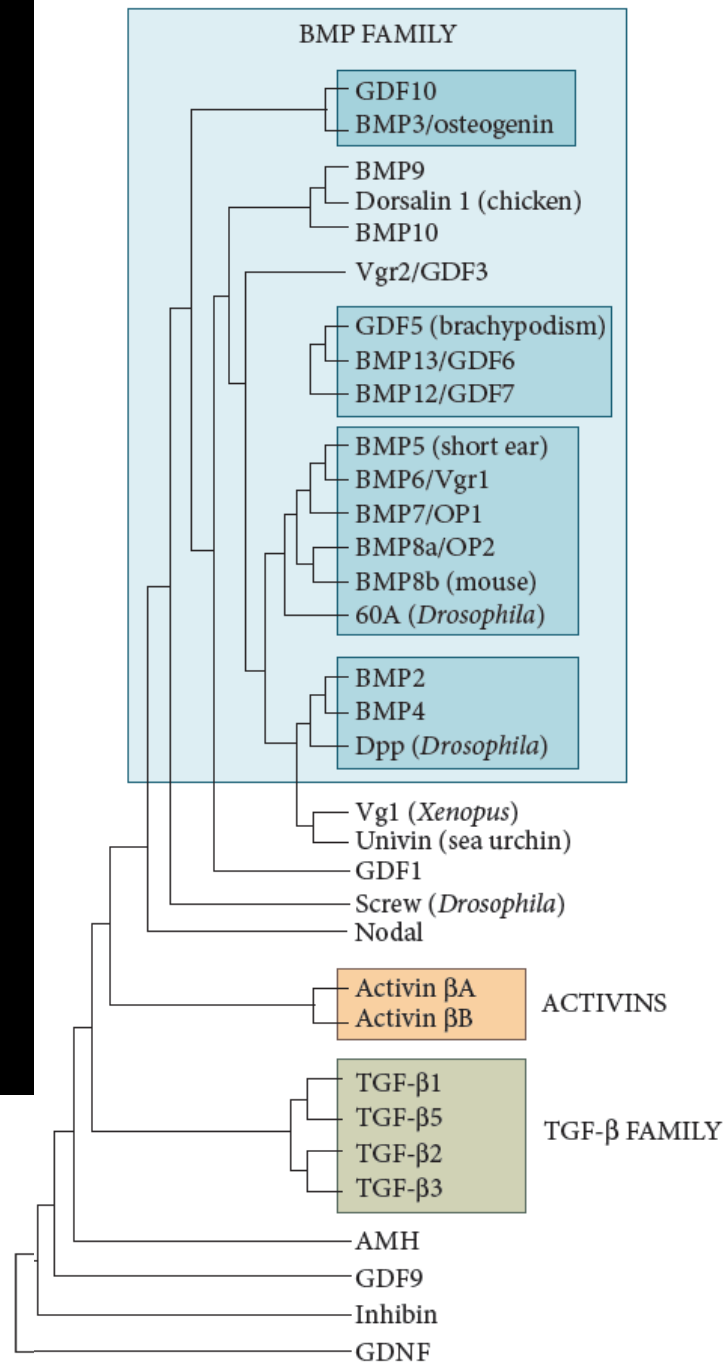 BMP FAMILY
GDF10
BMP3/osteogenin
BMP9
Dorsalin 1 (chicken)
BMP10
Vgr2/GDF3
GDF5 (brachypodism)
BMP13/GDF6
BMP12/GDF7
BMP5 (short ear)
BMP6/Vgr1
BMP7/OP1
BMP8a/OP2
BMP8b (mouse)
60A (Drosophila)
BMP2
BMP4
Dpp (Drosophila)
Vg1 (Xenopus)
Univin (sea urchin)
GDF1
Screw (Drosophila)
Nodal
Activin βA
Activin βB
ACTIVINS
TGF-β1
TGF-β5
TGF-β2
TGF-β3
TGF-β FAMILY
AMH
GDF9
Inhibin
GDNF